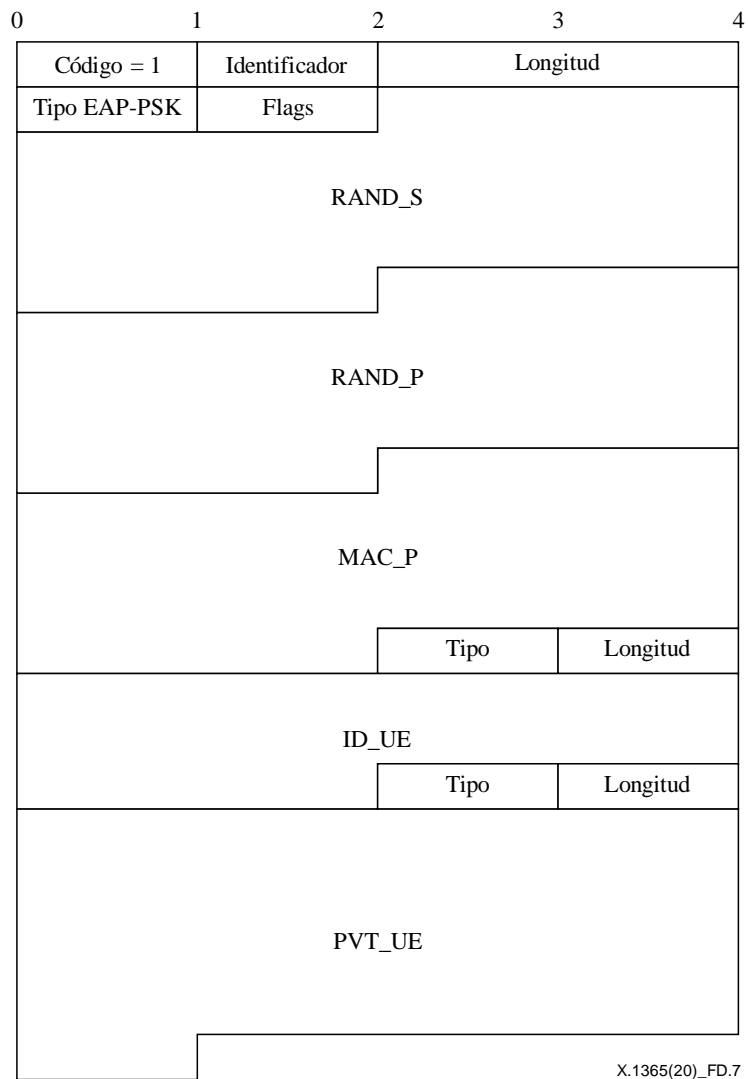 0 1 2 3 4
Código = 1 Identificador Longitud
Tipo EAP-PSK Flags
RAND_S
RAND_P
MAC_P
Tipo Longitud
ID_UE
Tipo Longitud
PVT_UE
X.1365(20)_FD.7